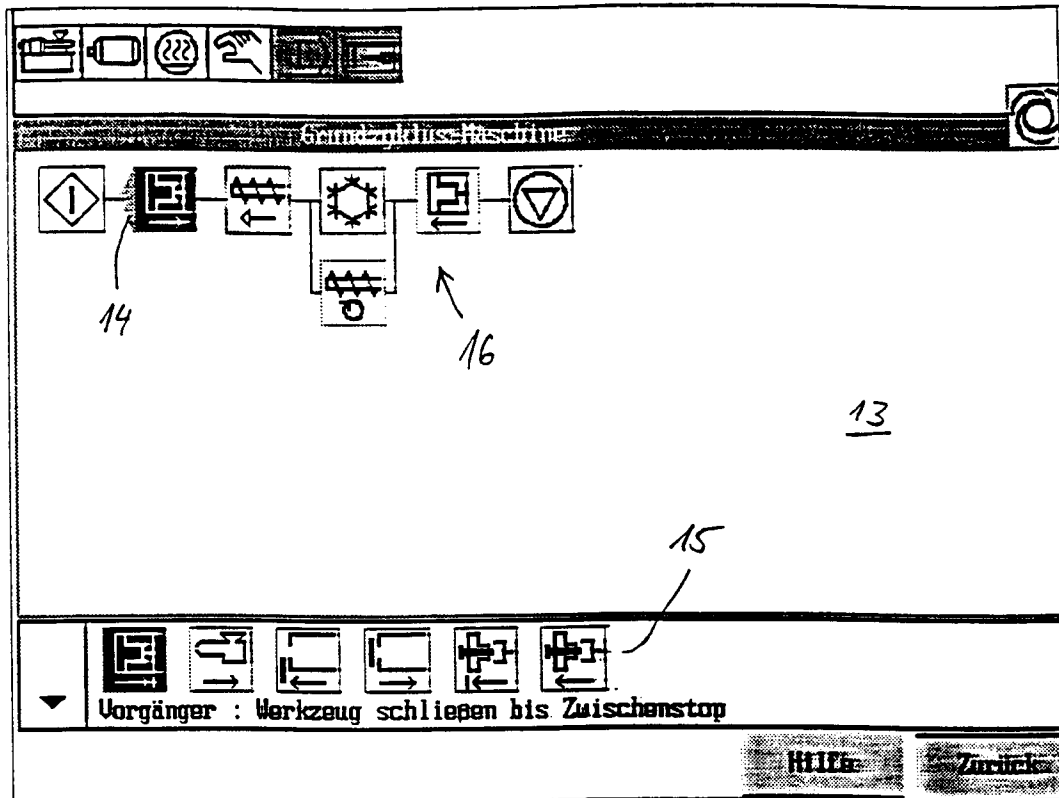 Grundzyklus-Maschine
14
16
13
15
Vorgänger : Werkzeug schließen bis Zwischenstop
Hilfe
Zurück